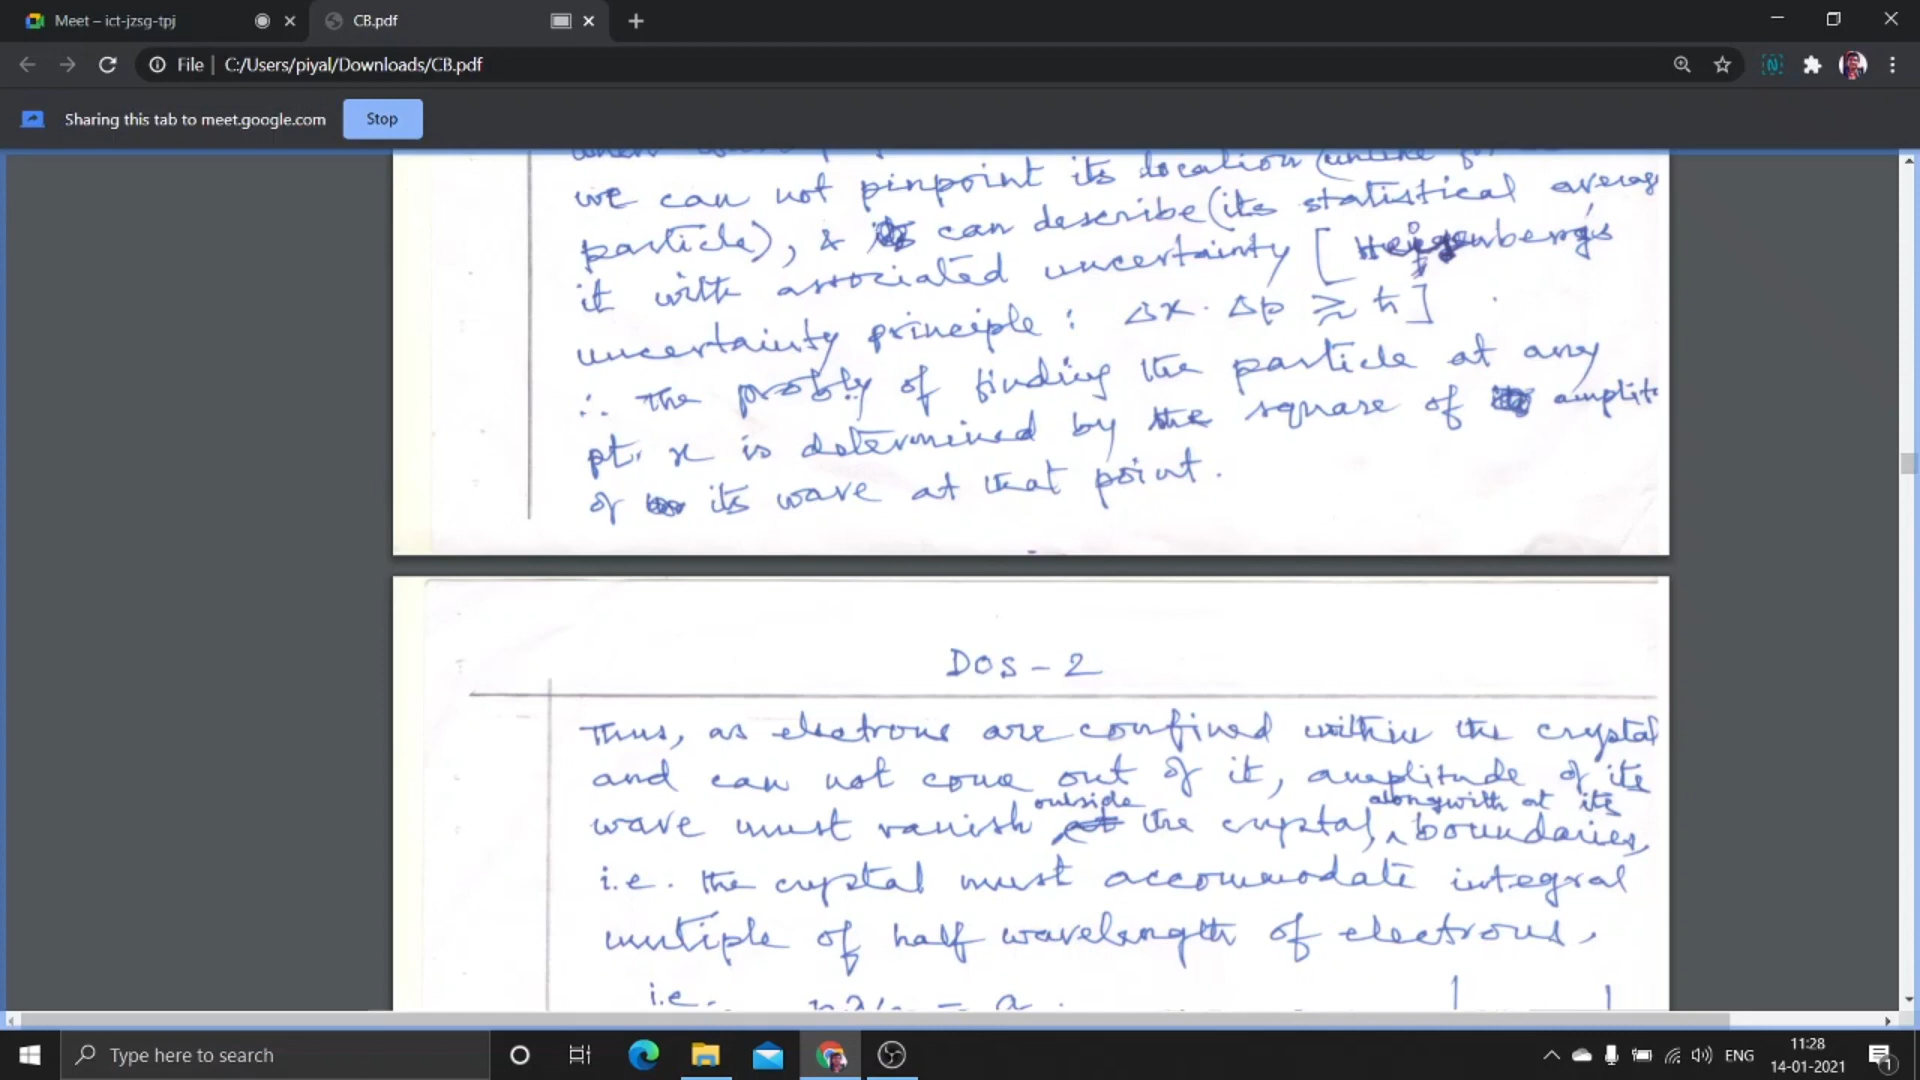 Meet – ict-jzsg-tpj
CB.pdf
File | C:/Users/piyal/Downloads/CB.pdf
Sharing this tab to meet.google.com
Stop
we can not pinpoint its location (unlike
particle), & can describe (its statistical averag
it with associated uncertainty [Heisenberg's
uncertainty principle : Δx. Δp ≳ ħ]
∴ The probly of finding the particle at any
pt. x is determined by the square of amplit
of its wave at that point.
DOS - 2
Thus, as electrons are confined within the crystal
and can not come out of it, amplitude of its
wave must vanish outside the crystal, alongwith at its boundaries,
i.e. the crystal must accommodate integral
multiple of half wavelength of electrons,
i.e. nλ/2 = a
Type here to search
ENG
11:28
14-01-2021
1